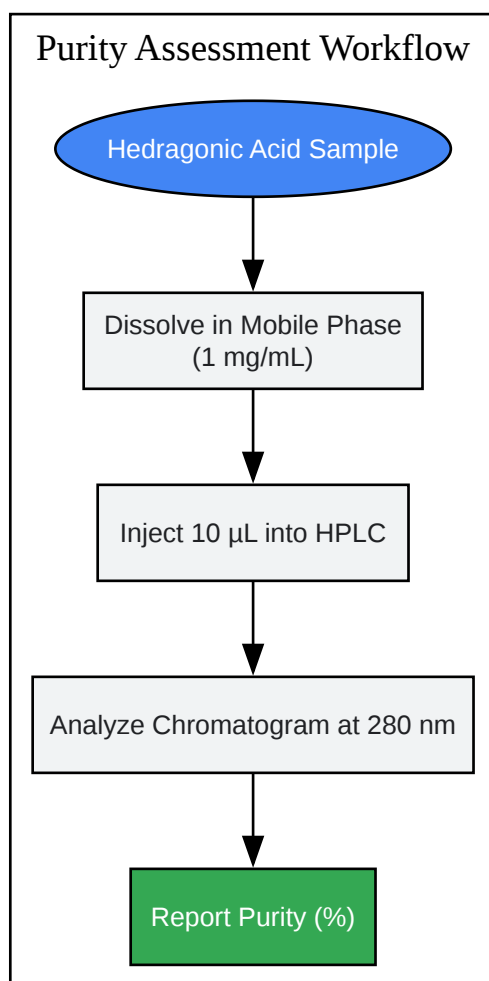 Purity Assessment Workflow
Hedragonic Acid Sample
Dissolve in Mobile Phase
(1 mg/mL)
Inject 10 µL into HPLC
Analyze Chromatogram at 280 nm
Report Purity (%)